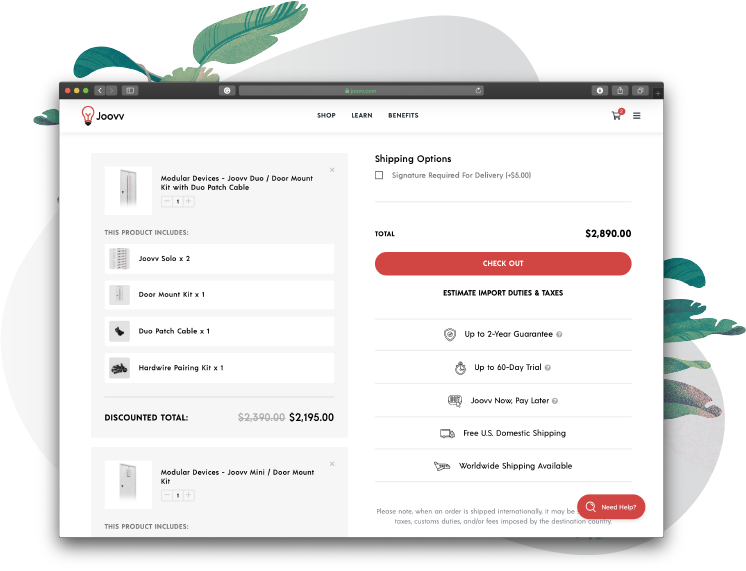 joovv.com
Joovv
SHOP
LEARN
BENEFITS
2
Modular Devices - Joovv Duo / Door Mount
Kit with Duo Patch Cable
1
THIS PRODUCT INCLUDES:
Joovv Solo x 2
Door Mount Kit x 1
Duo Patch Cable x 1
Hardwire Pairing Kit x 1
DISCOUNTED TOTAL: $2,390.00 $2,195.00
Modular Devices - Joovv Mini / Door Mount
Kit
1
THIS PRODUCT INCLUDES:
Shipping Options
Signature Required For Delivery (+$5.00)
TOTAL $2,890.00
CHECK OUT
ESTIMATE IMPORT DUTIES & TAXES
Up to 2-Year Guarantee ?
Up to 60-Day Trial ?
Joovv Now, Pay Later ?
Free U.S. Domestic Shipping
Worldwide Shipping Available
Please note, when an order is shipped internationally, it may be
taxes, customs duties, and/or fees imposed by the destination country.
Need Help?